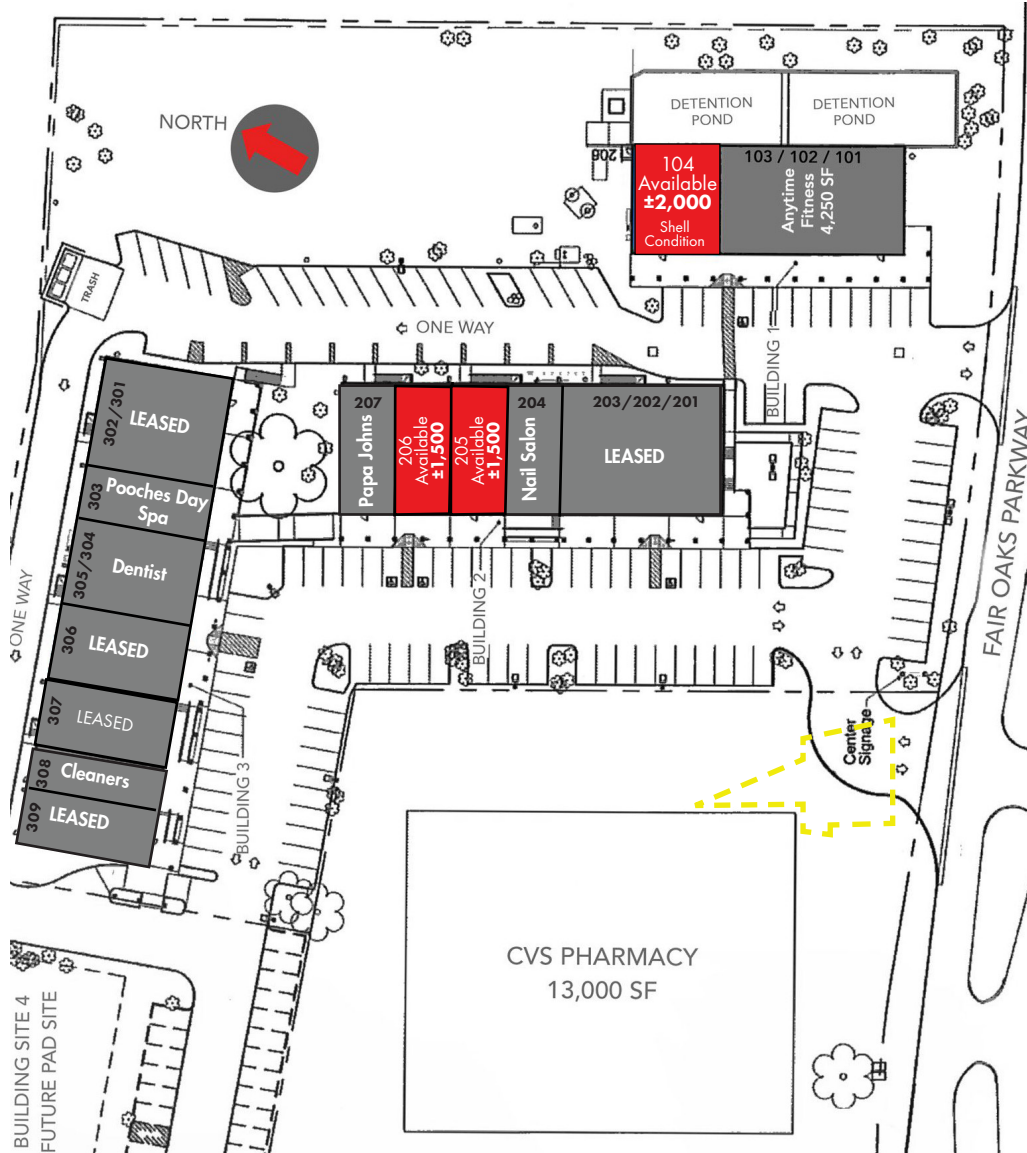 NORTH
DETENTION
POND
DETENTION
POND
208
104
Available
±2,000
Shell
Condition
103 / 102 / 101
Anytime
Fitness
4,250 SF
TRASH
ONE WAY
BUILDING 1
302/301
LEASED
303
Pooches Day
Spa
305/304
Dentist
306
LEASED
307
LEASED
308
Cleaners
309
LEASED
207
Papa Johns
206
Available
±1,500
205
Available
±1,500
204
Nail Salon
203/202/201
LEASED
BUILDING 2
BUILDING 3
ONE WAY
FAIR OAKS PARKWAY
Center
Signage
CVS PHARMACY
13,000 SF
BUILDING SITE 4
FUTURE PAD SITE